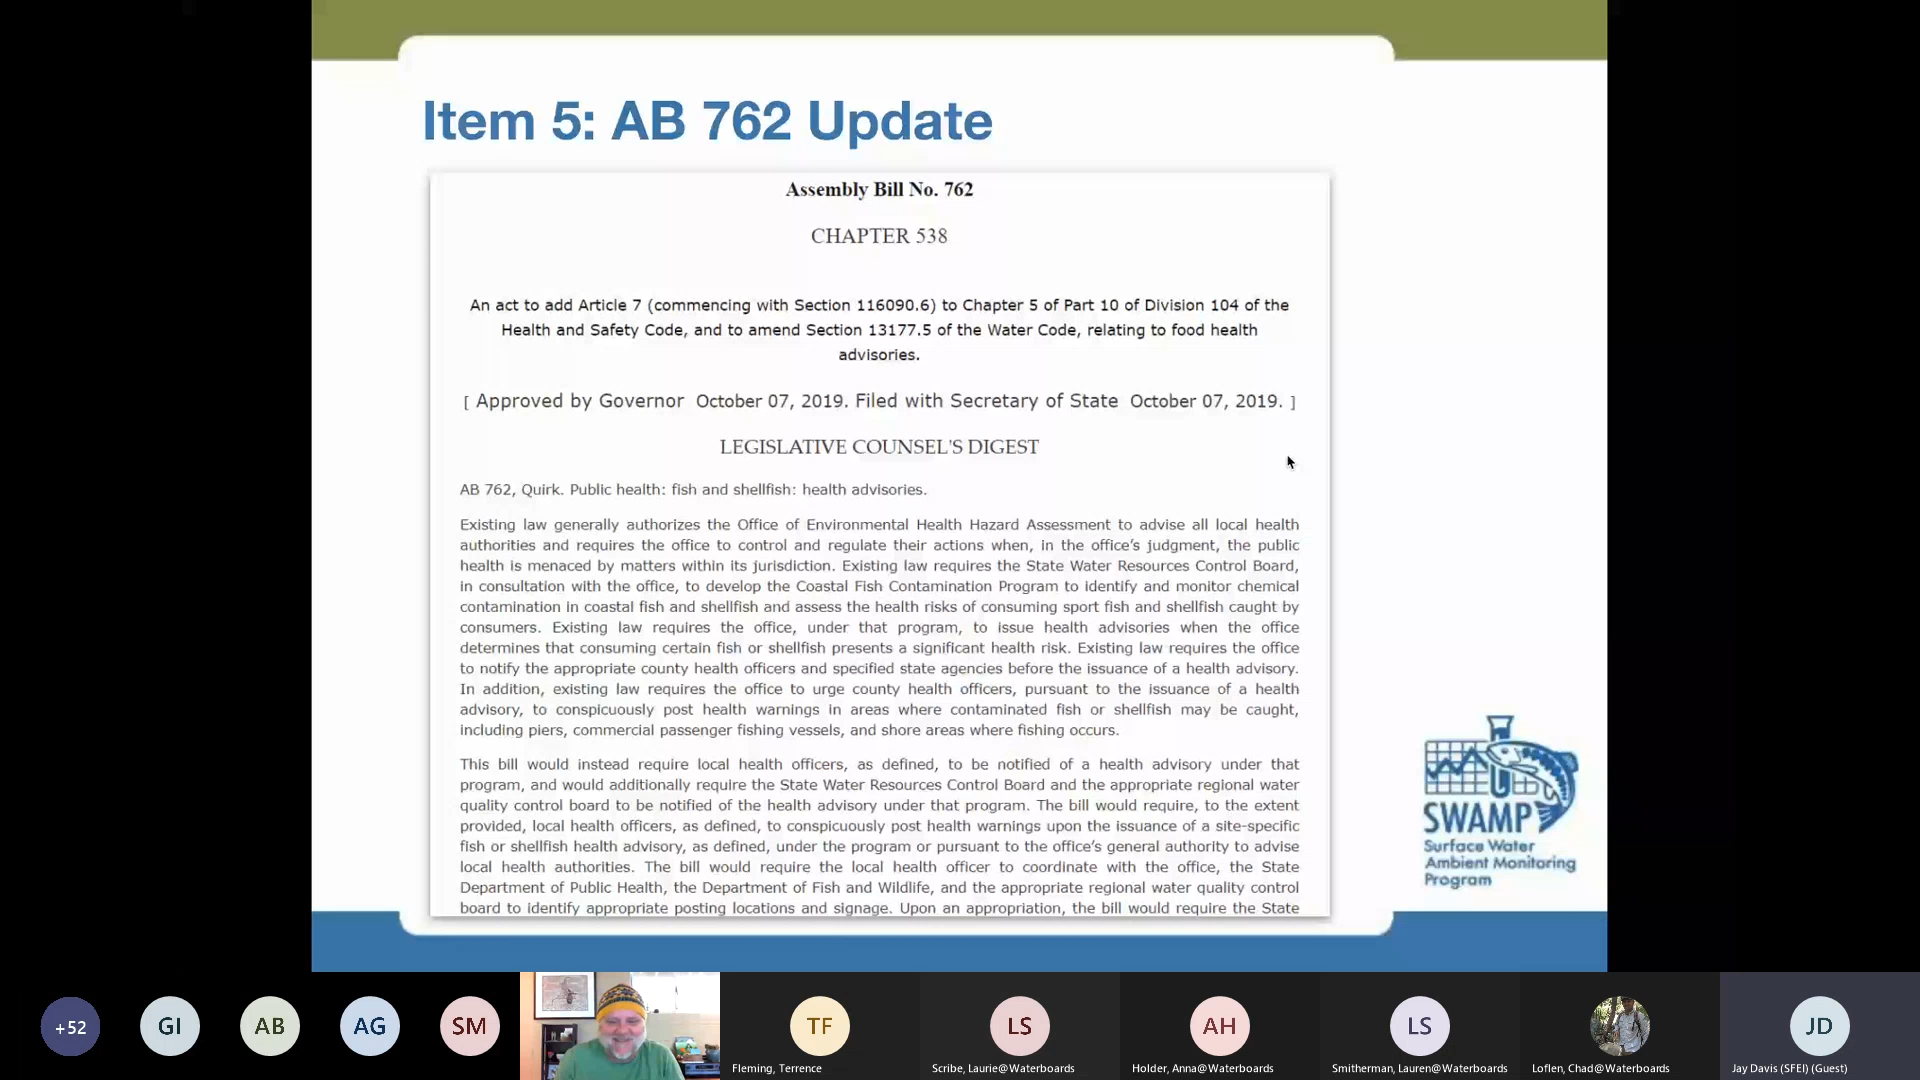 Item 5: AB 762 Update
Assembly Bill No. 762
CHAPTER 538
An act to add Article 7 (commencing with Section 116090.6) to Chapter 5 of Part 10 of Division 104 of the
Health and Safety Code, and to amend Section 13177.5 of the Water Code, relating to food health
advisories.
[ Approved by Governor October 07, 2019. Filed with Secretary of State October 07, 2019. ]
LEGISLATIVE COUNSEL'S DIGEST
AB 762, Quirk. Public health: fish and shellfish: health advisories.
Existing law generally authorizes the Office of Environmental Health Hazard Assessment to advise all local health
authorities and requires the office to control and regulate their actions when, in the office’s judgment, the public
health is menaced by matters within its jurisdiction. Existing law requires the State Water Resources Control Board,
in consultation with the office, to develop the Coastal Fish Contamination Program to identify and monitor chemical
contamination in coastal fish and shellfish and assess the health risks of consuming sport fish and shellfish caught by
consumers. Existing law requires the office, under that program, to issue health advisories when the office
determines that consuming certain fish or shellfish presents a significant health risk. Existing law requires the office
to notify the appropriate county health officers and specified state agencies before the issuance of a health advisory.
In addition, existing law requires the office to urge county health officers, pursuant to the issuance of a health
advisory, to conspicuously post health warnings in areas where contaminated fish or shellfish may be caught,
including piers, commercial passenger fishing vessels, and shore areas where fishing occurs.
This bill would instead require local health officers, as defined, to be notified of a health advisory under that
program, and would additionally require the State Water Resources Control Board and the appropriate regional water
quality control board to be notified of the health advisory under that program. The bill would require, to the extent
provided, local health officers, as defined, to conspicuously post health warnings upon the issuance of a site-specific
fish or shellfish health advisory, as defined, under the program or pursuant to the office’s general authority to advise
local health authorities. The bill would require the local health officer to coordinate with the office, the State
Department of Public Health, the Department of Fish and Wildlife, and the appropriate regional water quality control
board to identify appropriate posting locations and signage. Upon an appropriation, the bill would require the State
SWAMP
Surface Water
Ambient Monitoring
Program
+52
GI
AB
AG
SM
TF
LS
AH
LS
JD
Fleming, Terrence
Scribe, Laurie@Waterboards
Holder, Anna@Waterboards
Smitherman, Lauren@Waterboards
Loflen, Chad@Waterboards
Jay Davis (SFEI) (Guest)